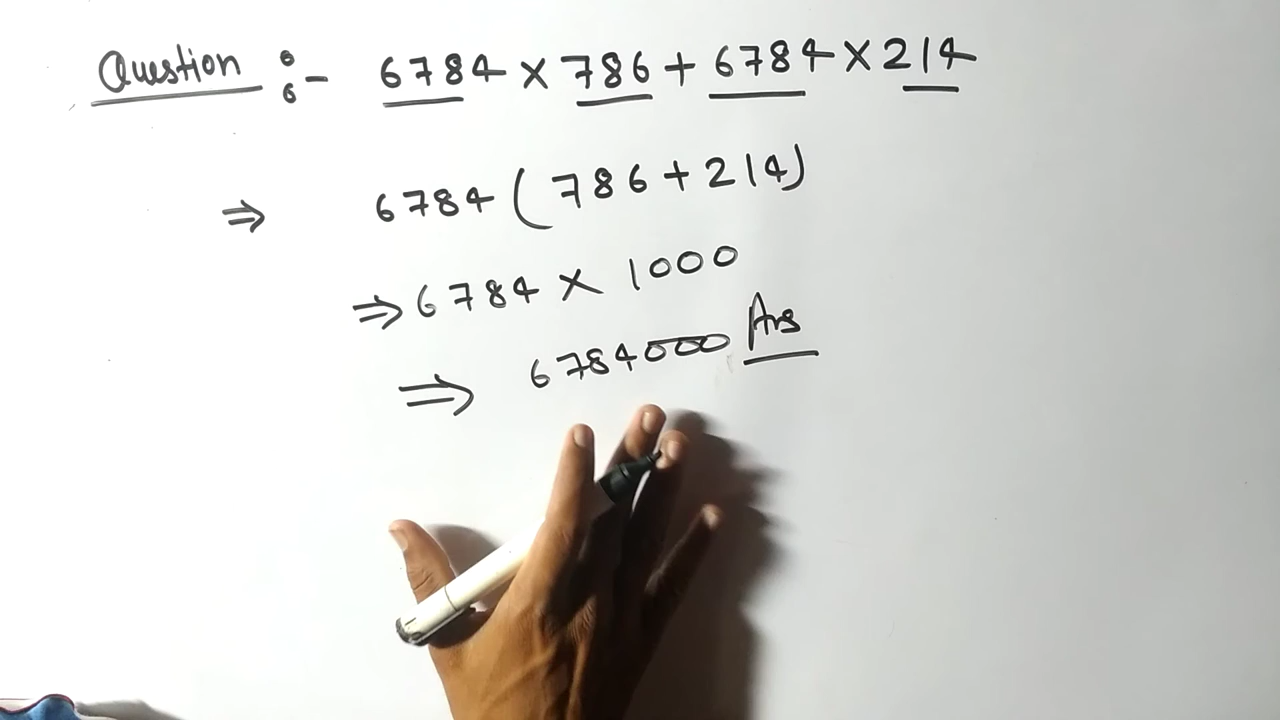 Question :- 6784 × 786 + 6784 × 214
⇒ 6784 ( 786 + 214)
⇒ 6784 × 1000
⇒ 6784000 Ans